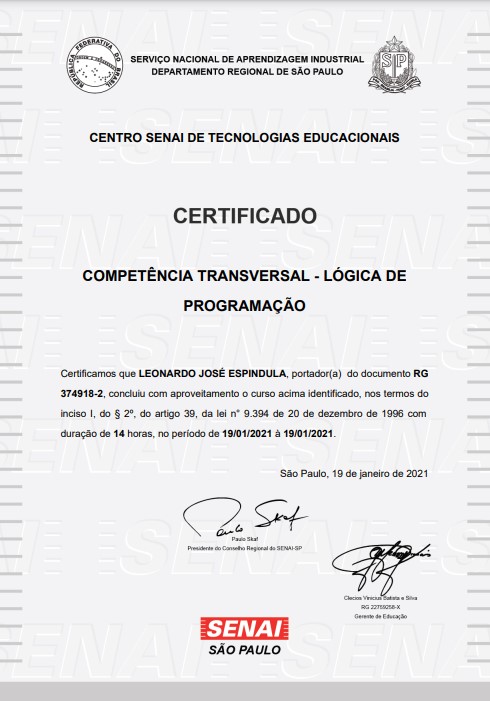 REPÚBLICA FEDERATIVA DO BRASIL
SERVIÇO NACIONAL DE APRENDIZAGEM INDUSTRIAL
DEPARTAMENTO REGIONAL DE SÃO PAULO
SP
CENTRO SENAI DE TECNOLOGIAS EDUCACIONAIS
CERTIFICADO
COMPETÊNCIA TRANSVERSAL - LÓGICA DE
PROGRAMAÇÃO
Certificamos que LEONARDO JOSÉ ESPINDULA, portador(a) do documento RG
374918-2, concluiu com aproveitamento o curso acima identificado, nos termos do
inciso I, do § 2º, do artigo 39, da lei n° 9.394 de 20 de dezembro de 1996 com
duração de 14 horas, no período de 19/01/2021 à 19/01/2021.
São Paulo, 19 de janeiro de 2021
Paulo Skaf
Paulo Skaf
Presidente do Conselho Regional do SENAI-SP
Clecios Vinícius Batista e Silva
RG 22759258-X
Gerente de Educação
SENAI
SÃO PAULO